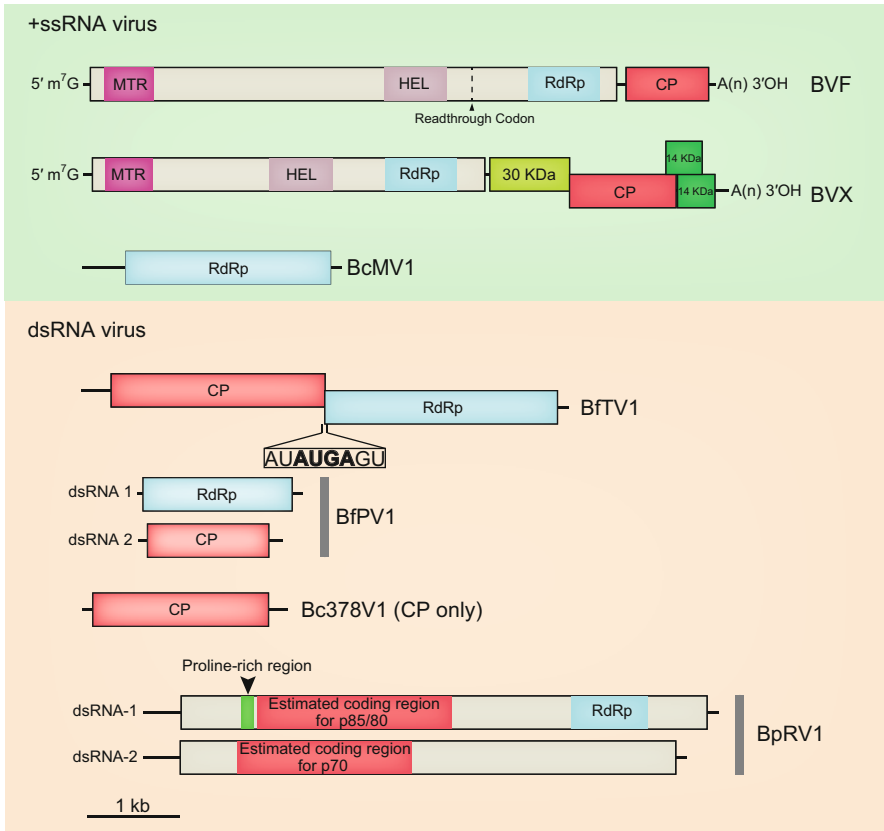 +ssRNA virus
5′ m⁷G MTR HEL RdRp CP A(n) 3′OH BVF
Readthrough Codon
14 KDa
5′ m⁷G MTR HEL RdRp 30 KDa CP 14 KDa A(n) 3′OH BVX
RdRp BcMV1
dsRNA virus
CP
RdRp BfTV1
AUAUGAGU
dsRNA 1 RdRp
BfPV1
dsRNA 2 CP
CP Bc378V1 (CP only)
Proline-rich region
dsRNA-1 Estimated coding region for p85/80 RdRp
BpRV1
dsRNA-2 Estimated coding region for p70
1 kb